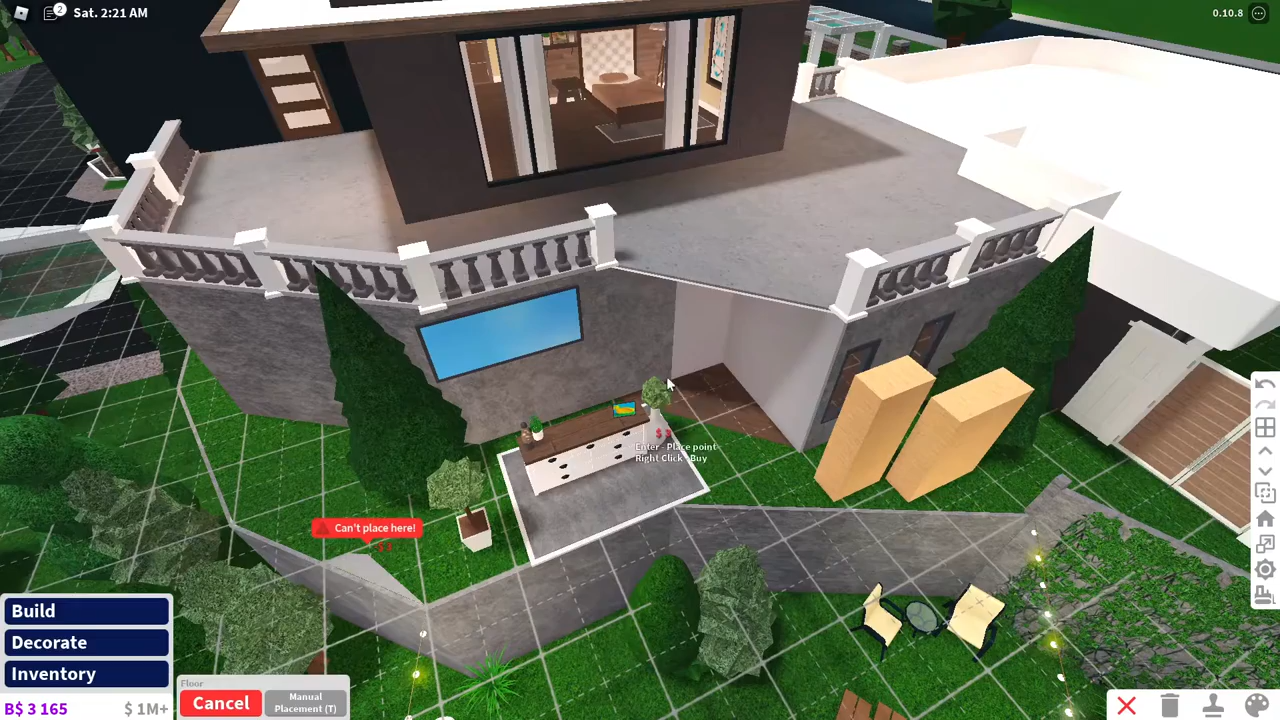 2
Sat. 2:21 AM
0.10.8
Enter - Place point
Right Click - Buy
Can't place here!
Build
Decorate
Inventory
B$ 3 165
$ 1M+
Floor
Cancel
Manual
Placement (T)